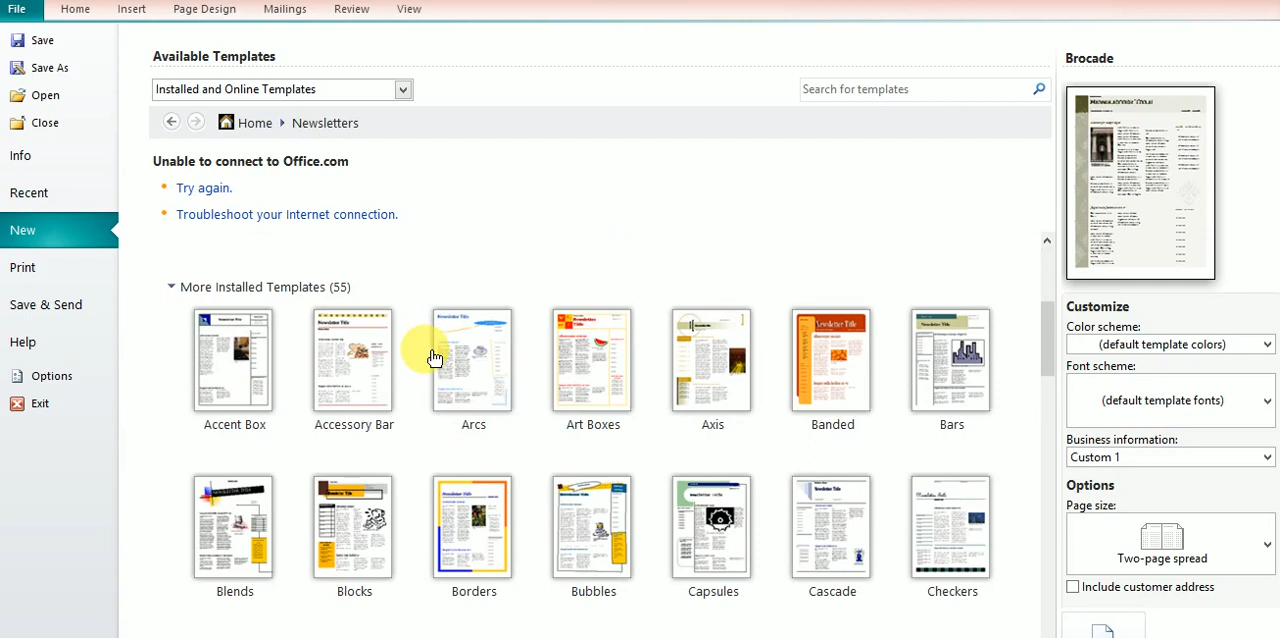 File Home Insert Page Design Mailings Review View
Save
Save As
Open
Close
Info
Recent
New
Print
Save & Send
Help
Options
Exit
Available Templates
Installed and Online Templates
Search for templates
Home Newsletters
Unable to connect to Office.com
Try again.
Troubleshoot your Internet connection.
More Installed Templates (55)
Accent Box Accessory Bar Arcs Art Boxes Axis Banded Bars
Blends Blocks Borders Bubbles Capsules Cascade Checkers
Brocade
Customize
Color scheme:
(default template colors)
Font scheme:
(default template fonts)
Business information:
Custom 1
Options
Page size:
Two-page spread
Include customer address